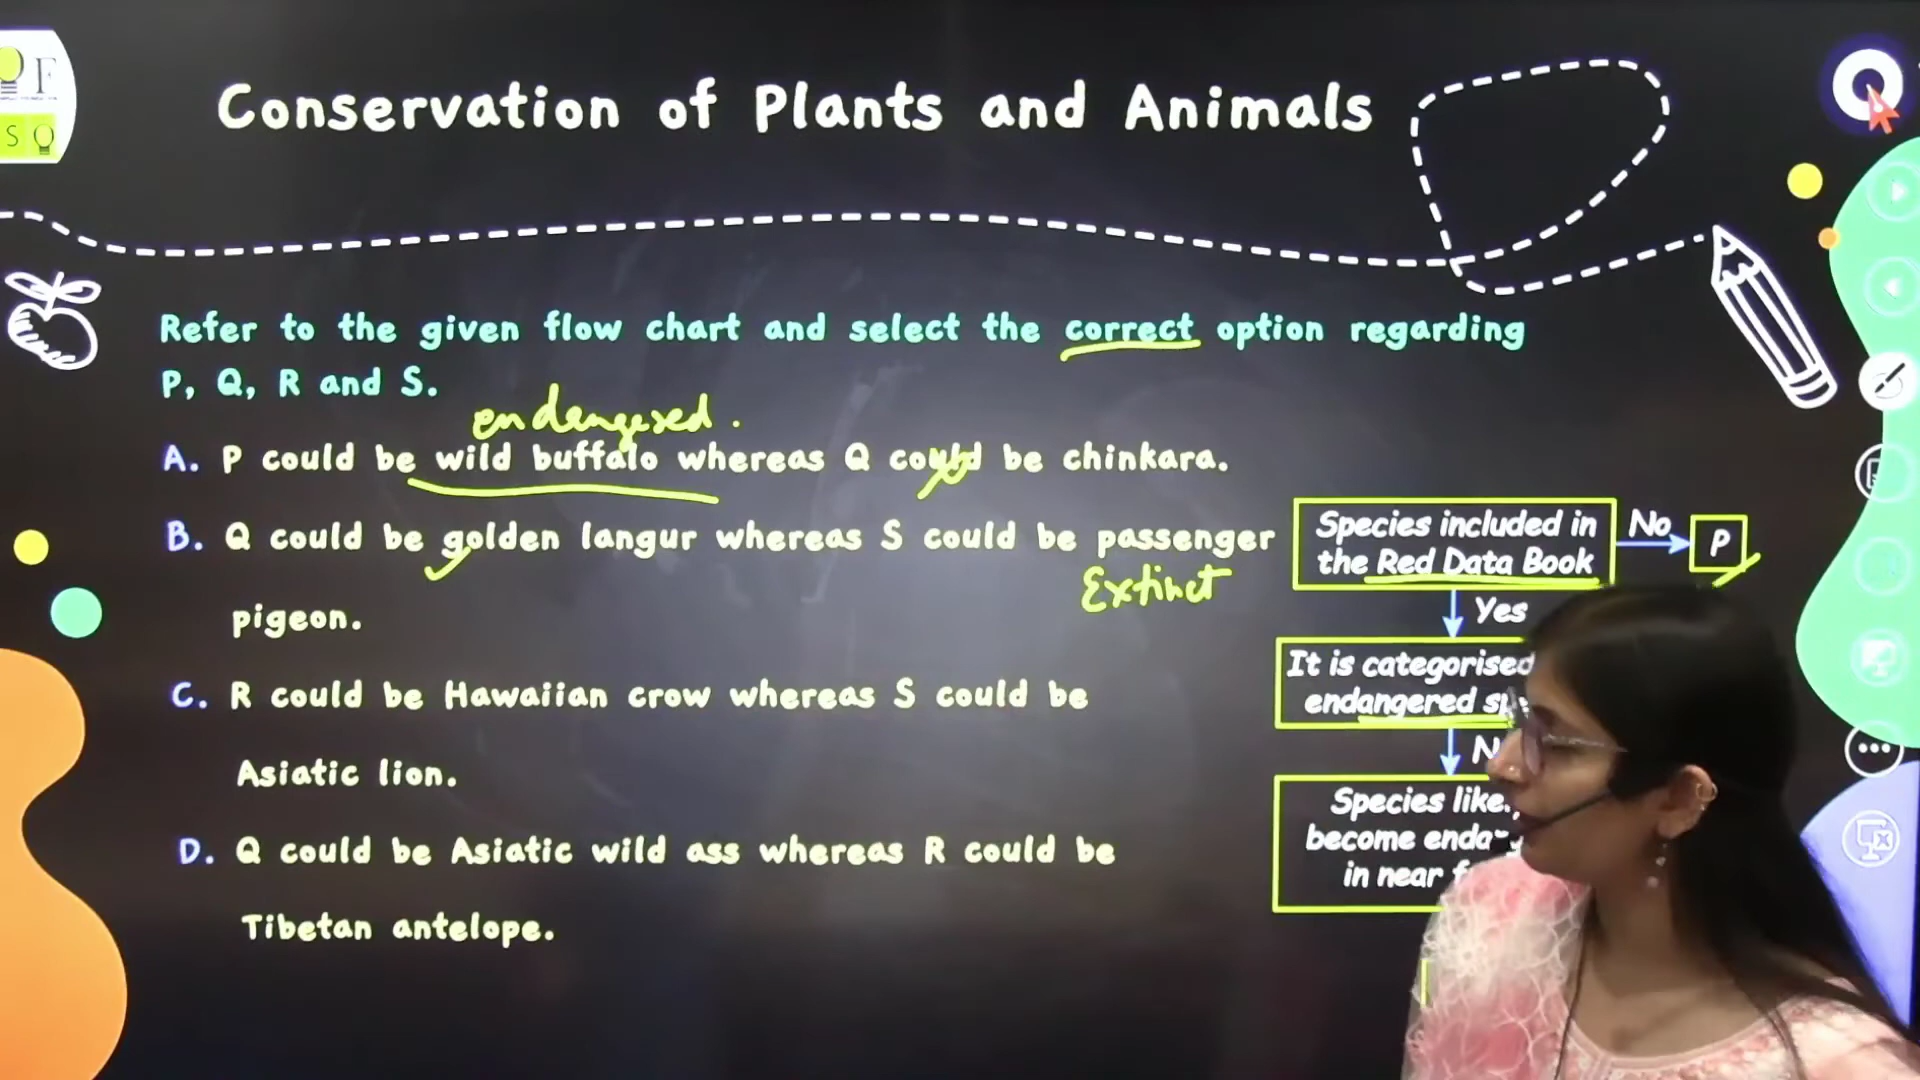 F
S
Conservation of Plants and Animals
Refer to the given flow chart and select the correct option regarding
P, Q, R and S.
endangered.
A. P could be wild buffalo whereas Q could be chinkara.
B. Q could be golden langur whereas S could be passenger
Extinct
pigeon.
C. R could be Hawaiian crow whereas S could be
Asiatic lion.
D. Q could be Asiatic wild ass whereas R could be
Tibetan antelope.
Species included in
the Red Data Book
No
P
Yes
It is categorised
endangered
Species
become
in near